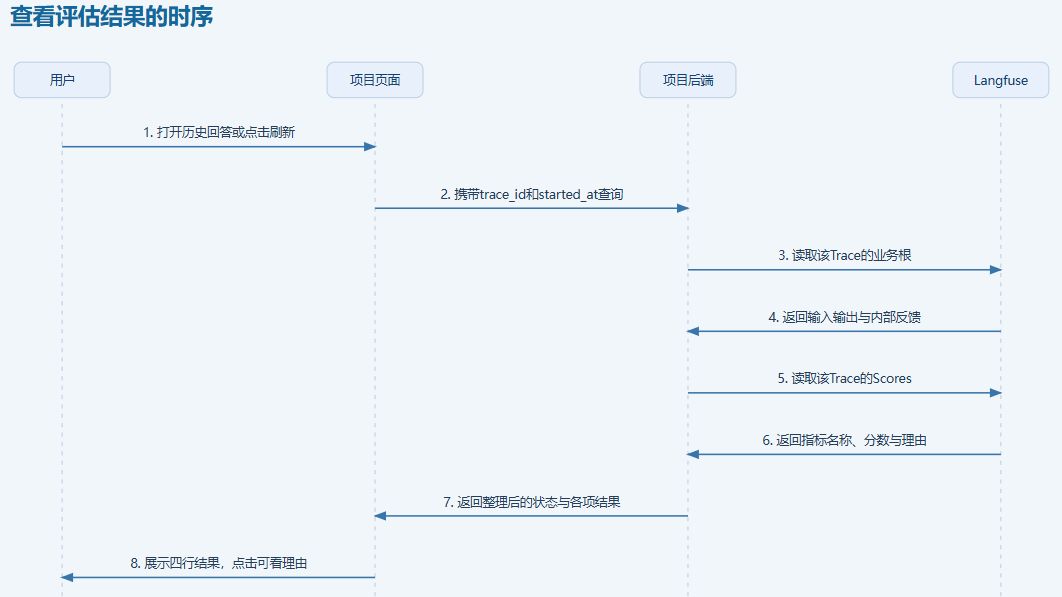 查看评估结果的时序
用户
项目页面
项目后端
Langfuse
1. 打开历史回答或点击刷新
2. 携带trace_id和started_at查询
3. 读取该Trace的业务根
4. 返回输入输出与内部反馈
5. 读取该Trace的Scores
6. 返回指标名称、分数与理由
7. 返回整理后的状态与各项结果
8. 展示四行结果，点击可看理由